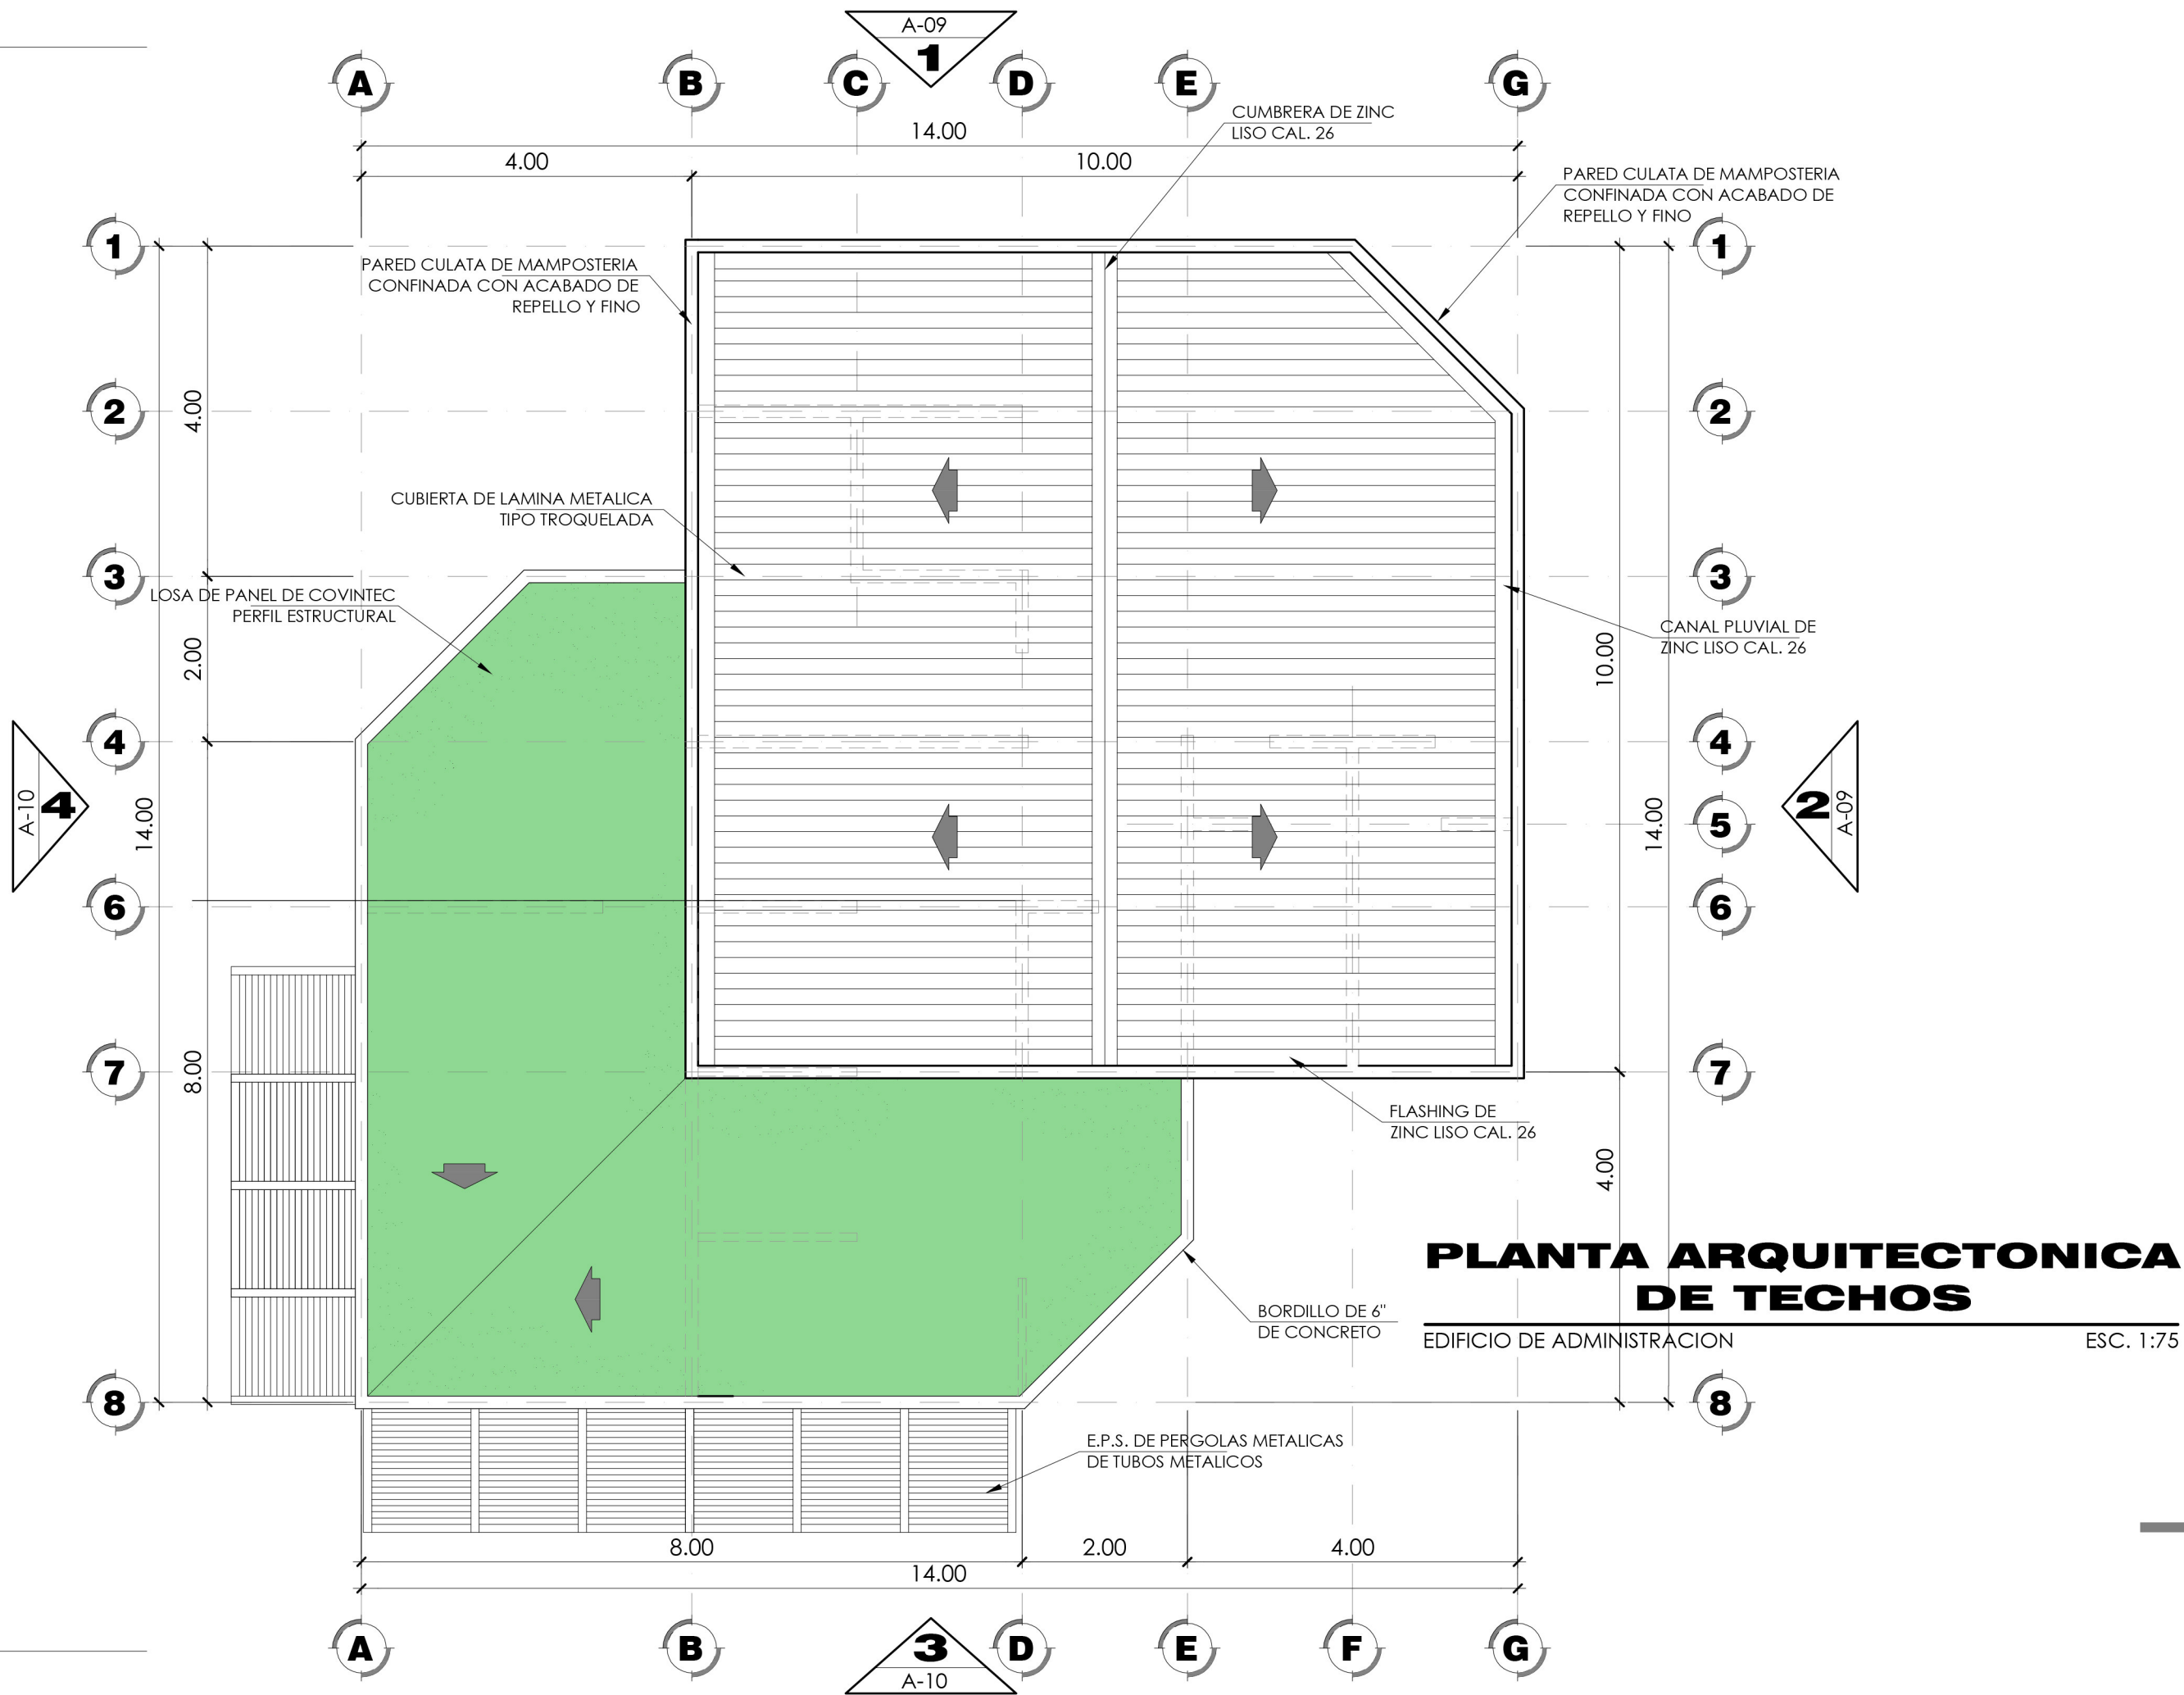 A-09
1
A
B
C
D
E
G
CUMBRERA DE ZINC
LISO CAL. 26
14.00
4.00
10.00
PARED CULATA DE MAMPOSTERIA
CONFINADA CON ACABADO DE
REPELLO Y FINO
1
1
PARED CULATA DE MAMPOSTERIA
CONFINADA CON ACABADO DE
REPELLO Y FINO
4.00
2
2
CUBIERTA DE LAMINA METALICA
TIPO TROQUELADA
3
3
LOSA DE PANEL DE COVINTEC
PERFIL ESTRUCTURAL
CANAL PLUVIAL DE
ZINC LISO CAL. 26
2.00
10.00
4
4
A-10
4
14.00
14.00
5
2
A-09
6
6
7
8.00
7
FLASHING DE
ZINC LISO CAL. 26
4.00
PLANTA ARQUITECTONICA
DE TECHOS
EDIFICIO DE ADMINISTRACION
ESC. 1:75
BORDILLO DE 6"
DE CONCRETO
8
8
E.P.S. DE PERGOLAS METALICAS
DE TUBOS METALICOS
8.00
2.00
4.00
14.00
A
B
3
A-10
D
E
F
G